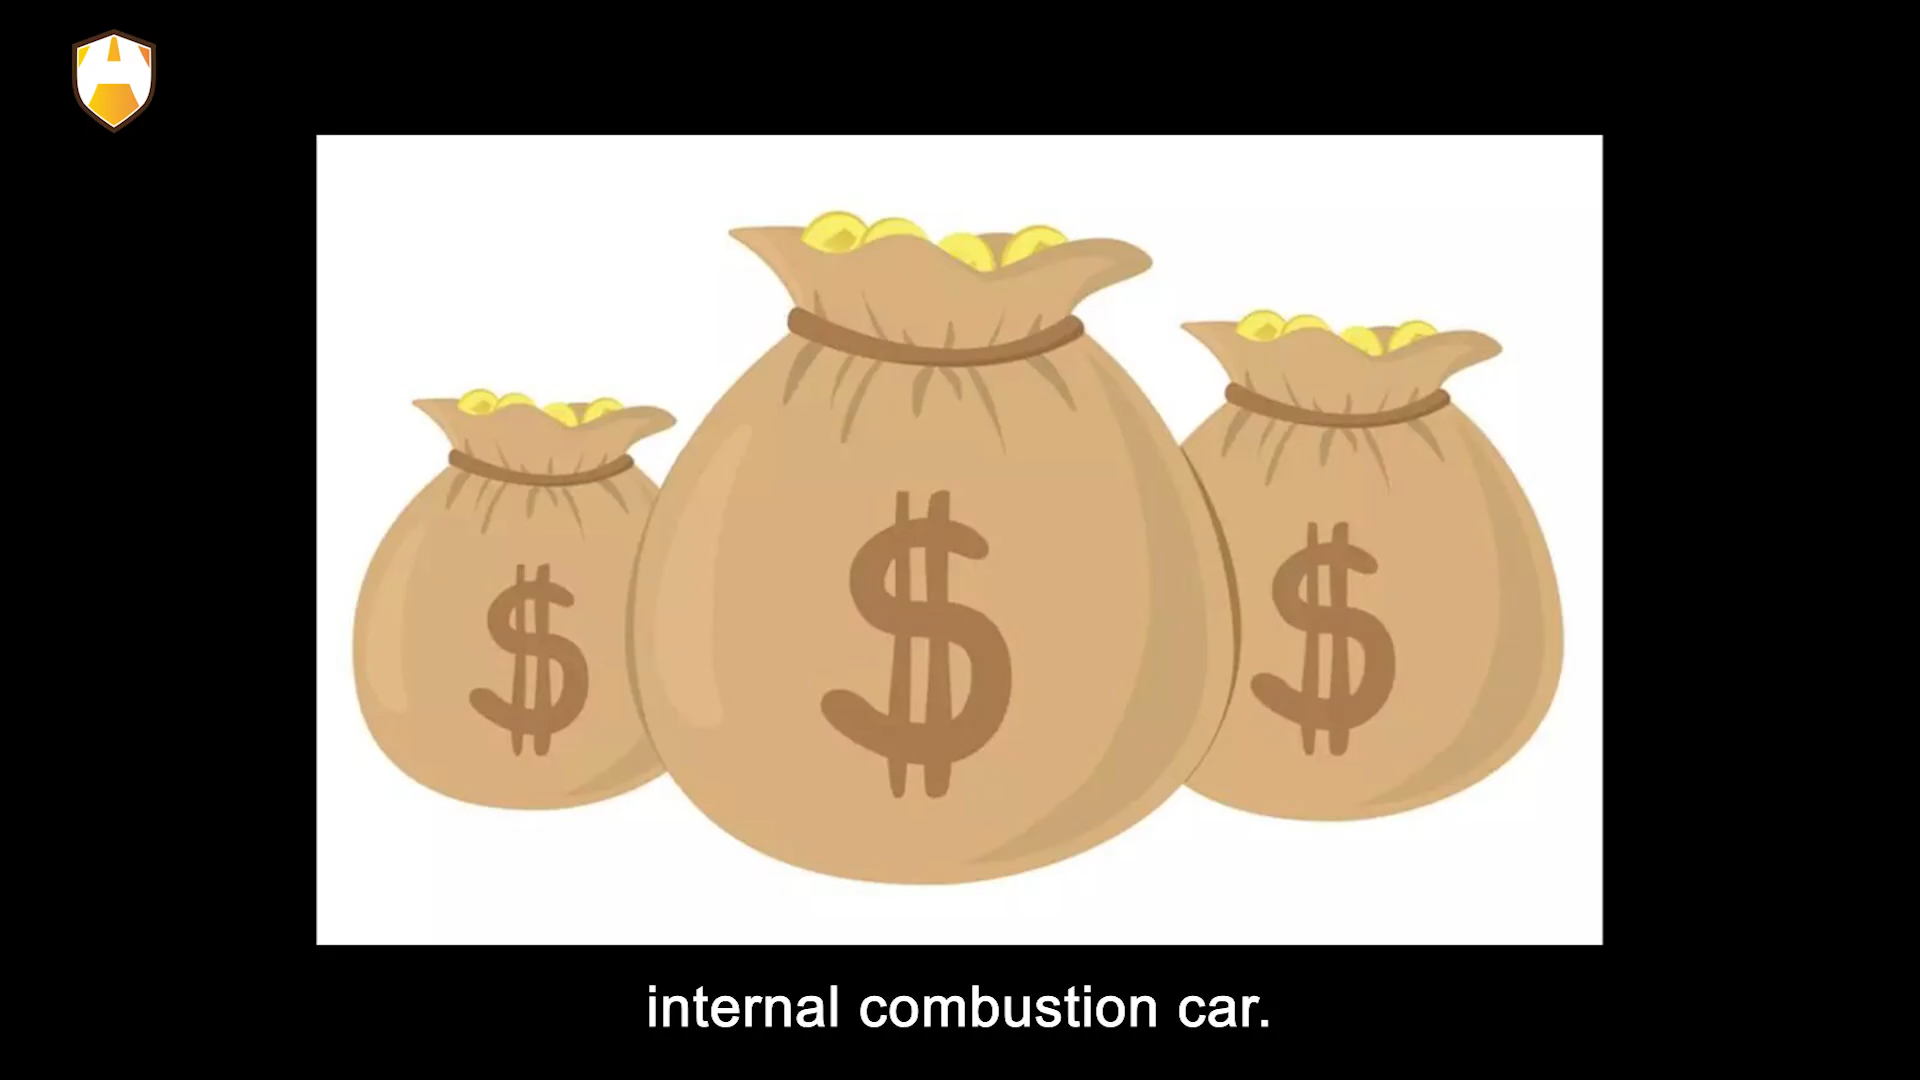 $ $ $
internal combustion car.